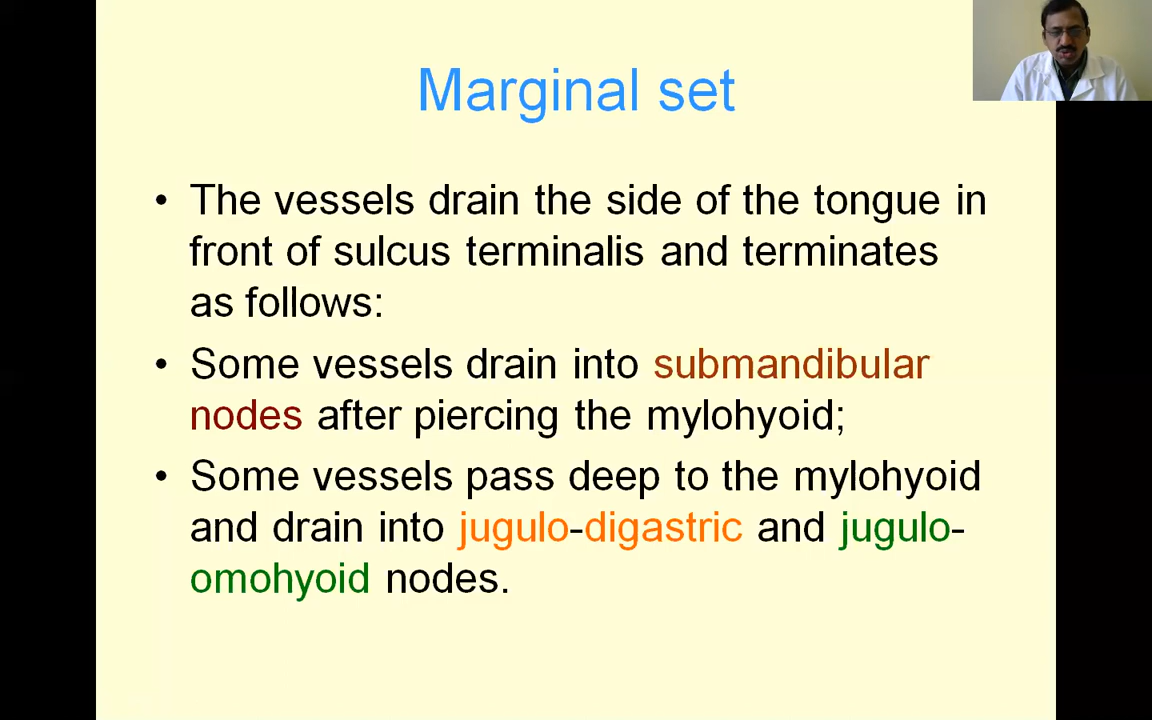 Marginal set
• The vessels drain the side of the tongue in
front of sulcus terminalis and terminates
as follows:
• Some vessels drain into submandibular
nodes after piercing the mylohyoid;
• Some vessels pass deep to the mylohyoid
and drain into jugulo-digastric and jugulo-
omohyoid nodes.